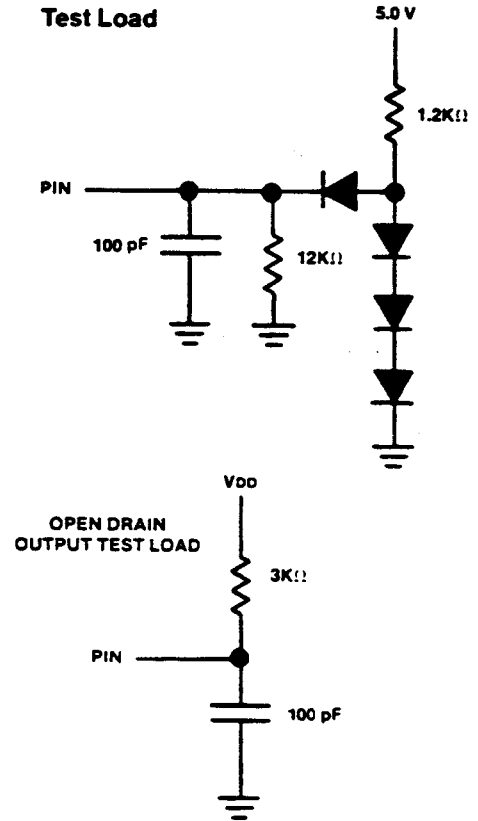 Test Load
5.0 V
1.2KΩ
PIN
100 pF
12KΩ
VDD
OPEN DRAIN
OUTPUT TEST LOAD
3KΩ
PIN
100 pF